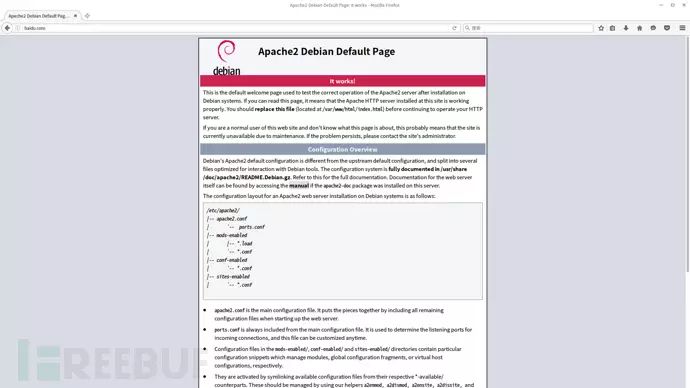 Apache2 Debian Default Page: It works - Mozilla Firefox
Apache2 Debian Default Pag...
baidu.com
搜索
Apache2 Debian Default Page
debian
It works!
This is the default welcome page used to test the correct operation of the Apache2 server after installation on
Debian systems. If you can read this page, it means that the Apache HTTP server installed at this site is working
properly. You should replace this file (located at /var/www/html/index.html) before continuing to operate your HTTP
server.
If you are a normal user of this web site and don't know what this page is about, this probably means that the site is
currently unavailable due to maintenance. If the problem persists, please contact the site's administrator.
Configuration Overview
Debian's Apache2 default configuration is different from the upstream default configuration, and split into several
files optimized for interaction with Debian tools. The configuration system is fully documented in /usr/share
/doc/apache2/README.Debian.gz. Refer to this for the full documentation. Documentation for the web server
itself can be found by accessing the manual if the apache2-doc package was installed on this server.
The configuration layout for an Apache2 web server installation on Debian systems is as follows:
/etc/apache2/
|-- apache2.conf
|       `--  ports.conf
|-- mods-enabled
|       |-- *.load
|       `-- *.conf
|-- conf-enabled
|       `-- *.conf
|-- sites-enabled
|       `-- *.conf
apache2.conf is the main configuration file. It puts the pieces together by including all remaining
configuration files when starting up the web server.
ports.conf is always included from the main configuration file. It is used to determine the listening ports for
incoming connections, and this file can be customized anytime.
Configuration files in the mods-enabled/, conf-enabled/ and sites-enabled/ directories contain particular
configuration snippets which manage modules, global configuration fragments, or virtual host
configurations, respectively.
They are activated by symlinking available configuration files from their respective *-available/
counterparts. These should be managed by using our helpers a2enmod, a2dismod, a2ensite, a2dissite, and
FREEBUF